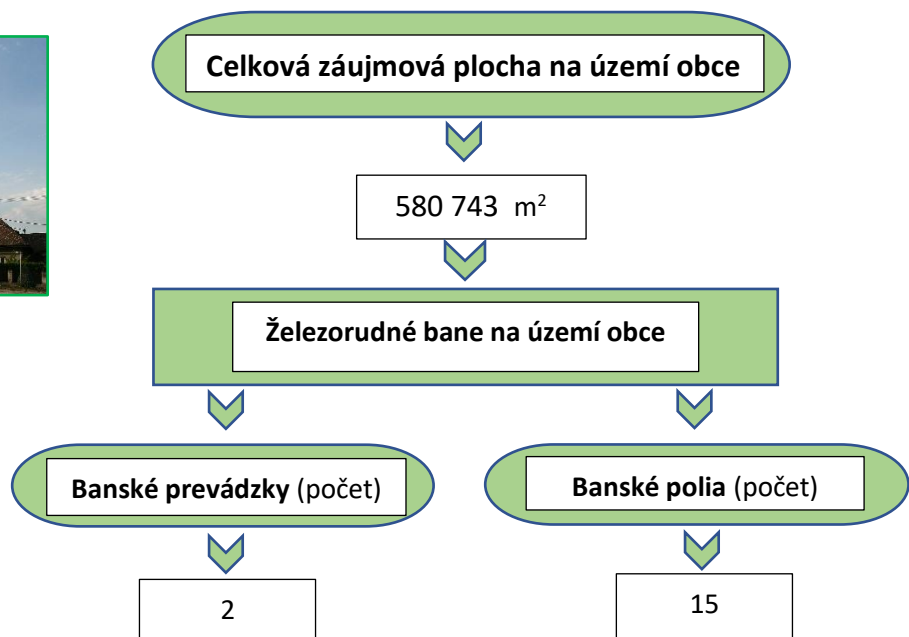 Celková záujmová plocha na území obce
580 743 m²
Železorudné bane na území obce
Banské prevádzky (počet)
Banské polia (počet)
2
15